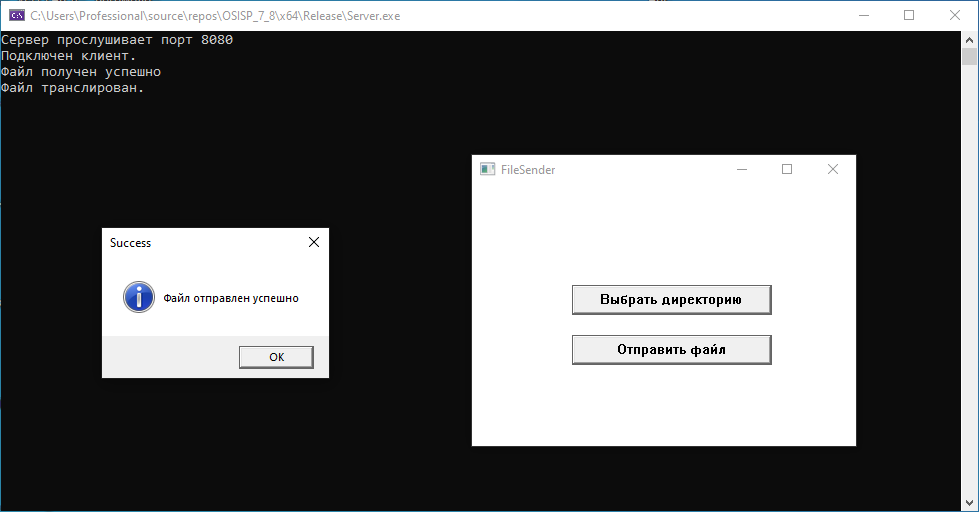 C:\Users\Professional\source\repos\OSISP_7_8\x64\Release\Server.exe
Сервер прослушивает порт 8080
Подключен клиент.
Файл получен успешно
Файл транслирован.
FileSender
Выбрать директорию
Отправить файл
Success
Файл отправлен успешно
OK